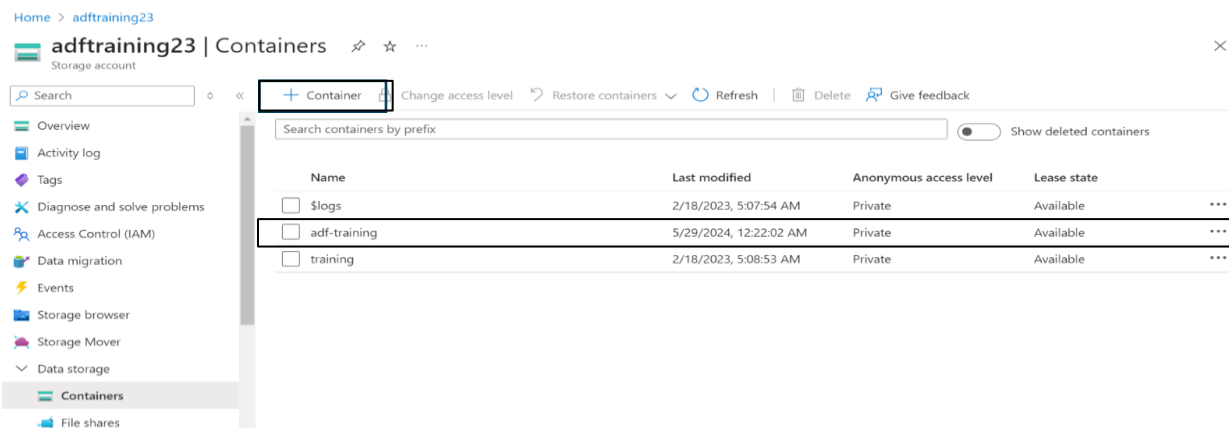 Home > adftraining23
adftraining23 | Containers ...
Storage account
Search
+ Container Change access level Restore containers Refresh | Delete Give feedback
Search containers by prefix
Show deleted containers
Overview
Activity log
Tags
Diagnose and solve problems
Access Control (IAM)
Data migration
Events
Storage browser
Storage Mover
Data storage
Containers
File shares
Name Last modified Anonymous access level Lease state
$logs 2/18/2023, 5:07:54 AM Private Available ...
adf-training 5/29/2024, 12:22:02 AM Private Available ...
training 2/18/2023, 5:08:53 AM Private Available ...